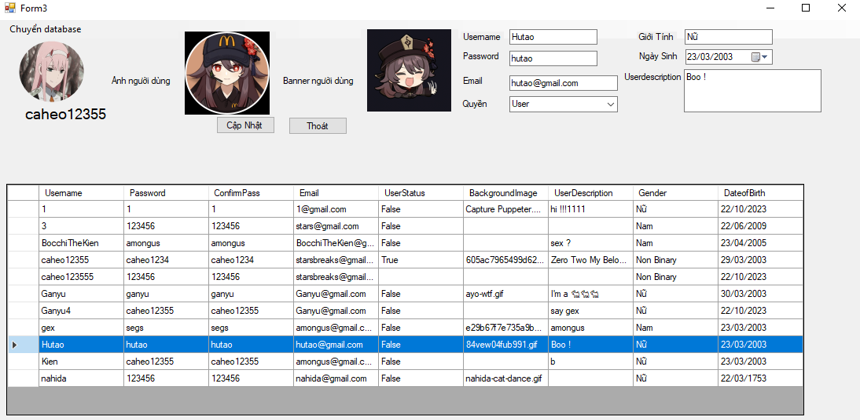 Form3
Chuyển database
caheo12355
Ảnh người dùng
Banner người dùng
Cập Nhật
Thoát
Username Hutao
Password hutao
Email hutao@gmail.com
Quyền User
Giới Tính Nữ
Ngày Sinh 23/03/2003
Userdescription Boo !
Username Password ConfirmPass Email UserStatus BackgroundImage UserDescription Gender DateofBirth
1 1 1 1@gmail.com False Capture Puppeter.... hi !!!1111 Nữ 22/10/2023
3 123456 123456 stars@gmail.com False Nam 22/06/2009
BocchiTheKien amongus amongus BocchiTheKien@g... False sex ? Nam 23/04/2005
caheo12355 caheo1234 caheo1234 starsbreaks@gmail... True 605ac7965499d62... Zero Two My Belo... Non Binary 29/03/2003
caheo123555 123456 123456 starsbreaks@gmail... Non Binary 22/10/2023
Ganyu ganyu ganyu Ganyu@gmail.com False ayo-wtf.gif I'm a Nữ 30/03/2003
Ganyu4 caheo12355 caheo12355 Ganyu@gmail.com False say gex Nữ 22/10/2023
gex segs segs amongus@gmail.c... False e29b67f7e735a9b... amongus Nam 23/03/2003
Hutao hutao hutao hutao@gmail.com False 84vew04fub991.gif Boo ! Nữ 23/03/2003
Kien caheo12355 caheo12355 amongus@gmail.c... False b Nữ 23/03/2003
nahida 123456 123456 nahida@gmail.com False nahida-cat-dance.gif Nữ 22/03/1753